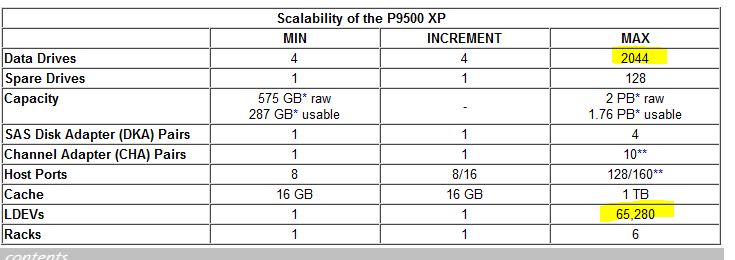 Scalability of the P9500 XP
MIN INCREMENT MAX
Data Drives 4 4 2044
Spare Drives 1 1 128
Capacity 575 GB* raw - 2 PB* raw
287 GB* usable 1.76 PB* usable
SAS Disk Adapter (DKA) Pairs 1 1 4
Channel Adapter (CHA) Pairs 1 1 10**
Host Ports 8 8/16 128/160**
Cache 16 GB 16 GB 1 TB
LDEVs 1 1 65,280
Racks 1 1 6
contents